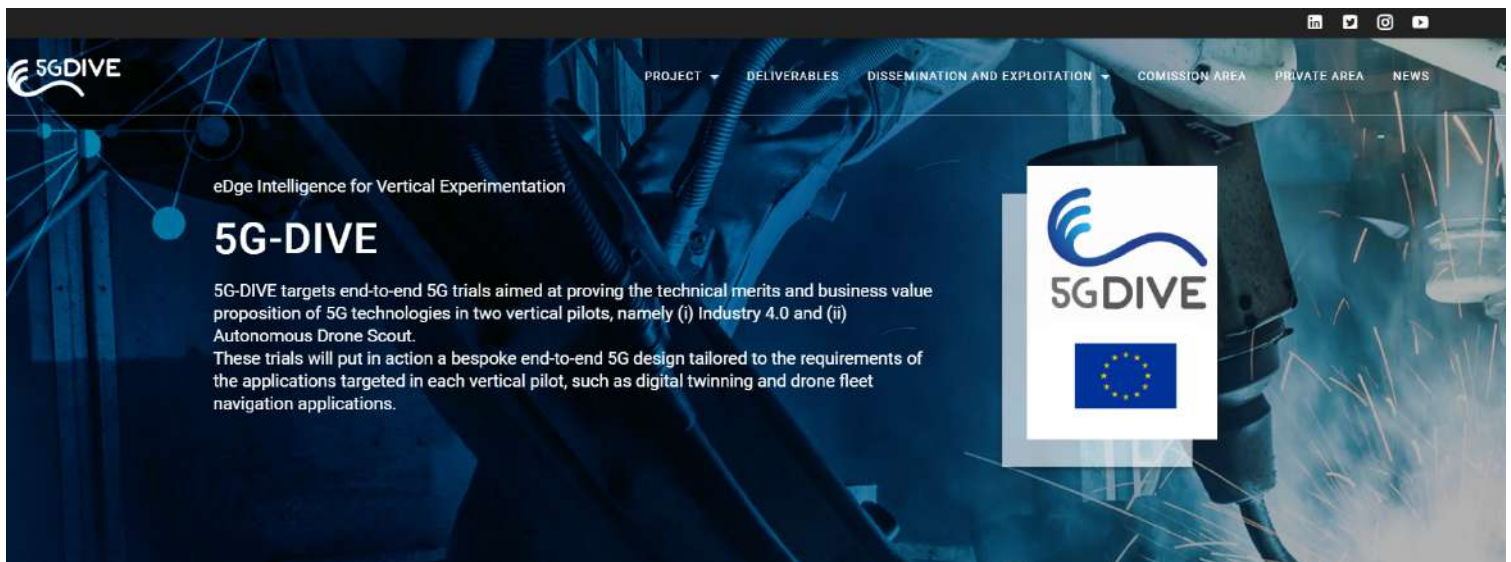 5GDIVE
PROJECT
DELIVERABLES
DISSEMINATION AND EXPLOITATION
COMISSION AREA
PRIVATE AREA
NEWS
eDge Intelligence for Vertical Experimentation
5G-DIVE
5G-DIVE targets end-to-end 5G trials aimed at proving the technical merits and business value
proposition of 5G technologies in two vertical pilots, namely (i) Industry 4.0 and (ii)
Autonomous Drone Scout.
These trials will put in action a bespoke end-to-end 5G design tailored to the requirements of
the applications targeted in each vertical pilot, such as digital twinning and drone fleet
navigation applications.
5GDIVE